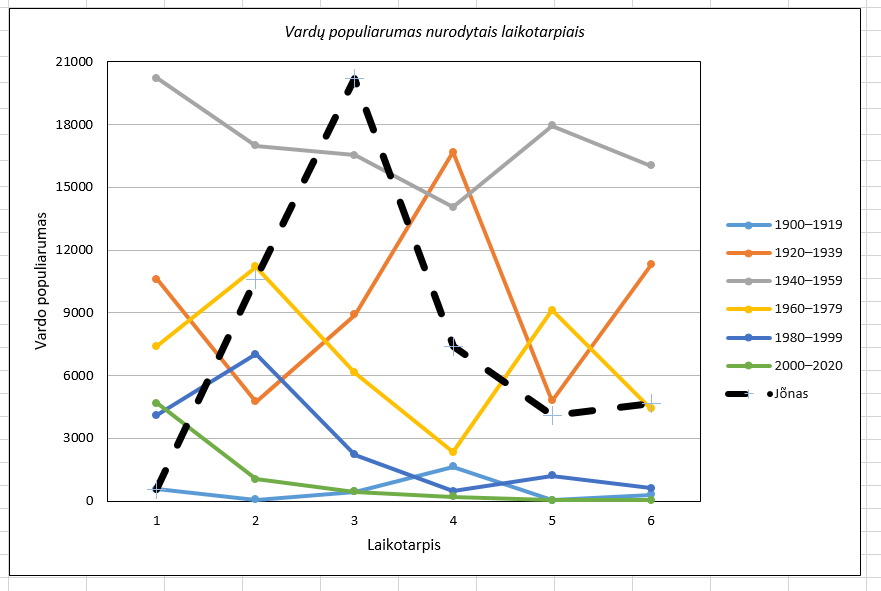 Vardų populiarumas nurodytais laikotarpiais
21000
18000
15000
12000
9000
6000
3000
0
Vardo populiarumas
1 2 3 4 5 6
Laikotarpis
1900–1919
1920–1939
1940–1959
1960–1979
1980–1999
2000–2020
•Jõnas